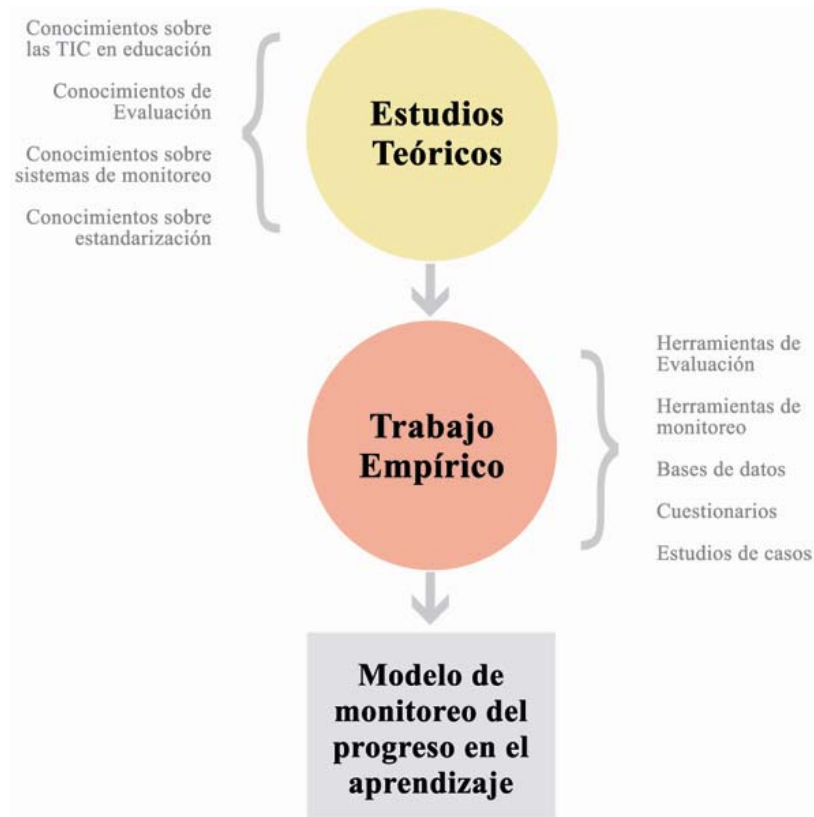 Conocimientos sobre
las TIC en educación
Conocimientos de
Evaluación
Conocimientos sobre
sistemas de monitoreo
Conocimientos sobre
estandarización
Estudios
Teóricos
Trabajo
Empírico
Herramientas de
Evaluación
Herramientas de
monitoreo
Bases de datos
Cuestionarios
Estudios de casos
Modelo de
monitoreo del
progreso en el
aprendizaje